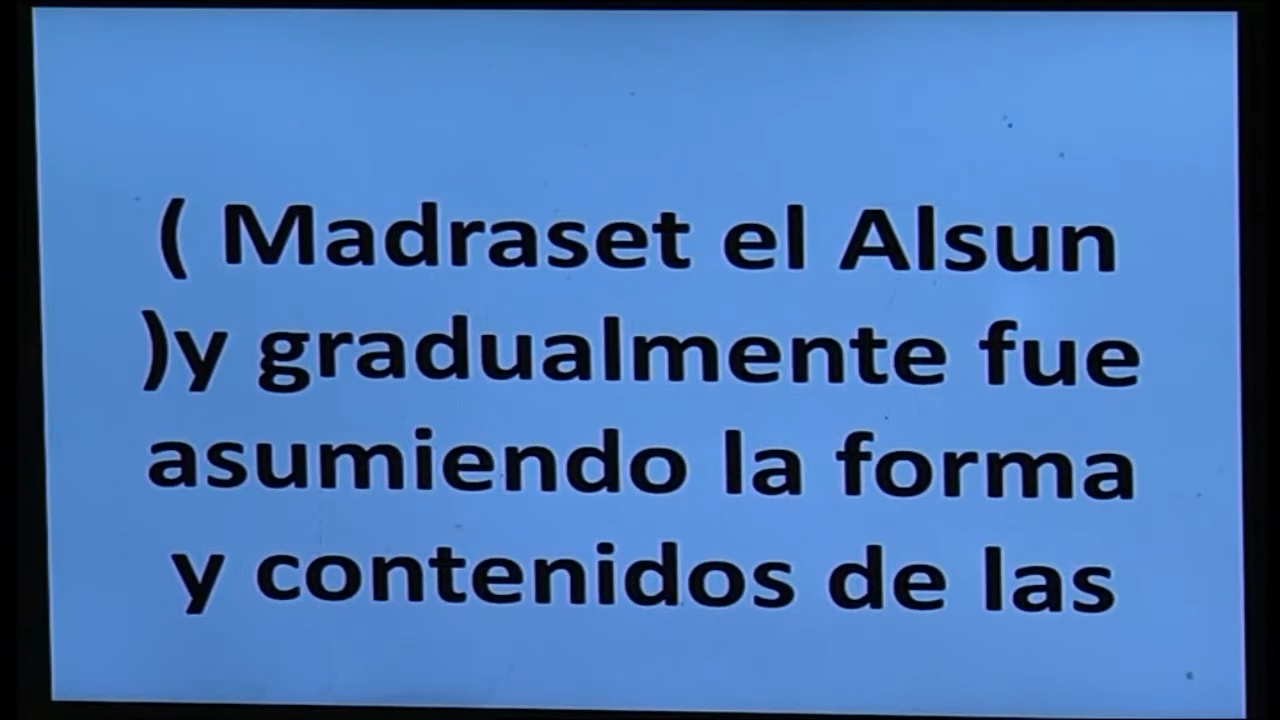 ( Madraset el Alsun
)y gradualmente fue
asumiendo la forma
y contenidos de las